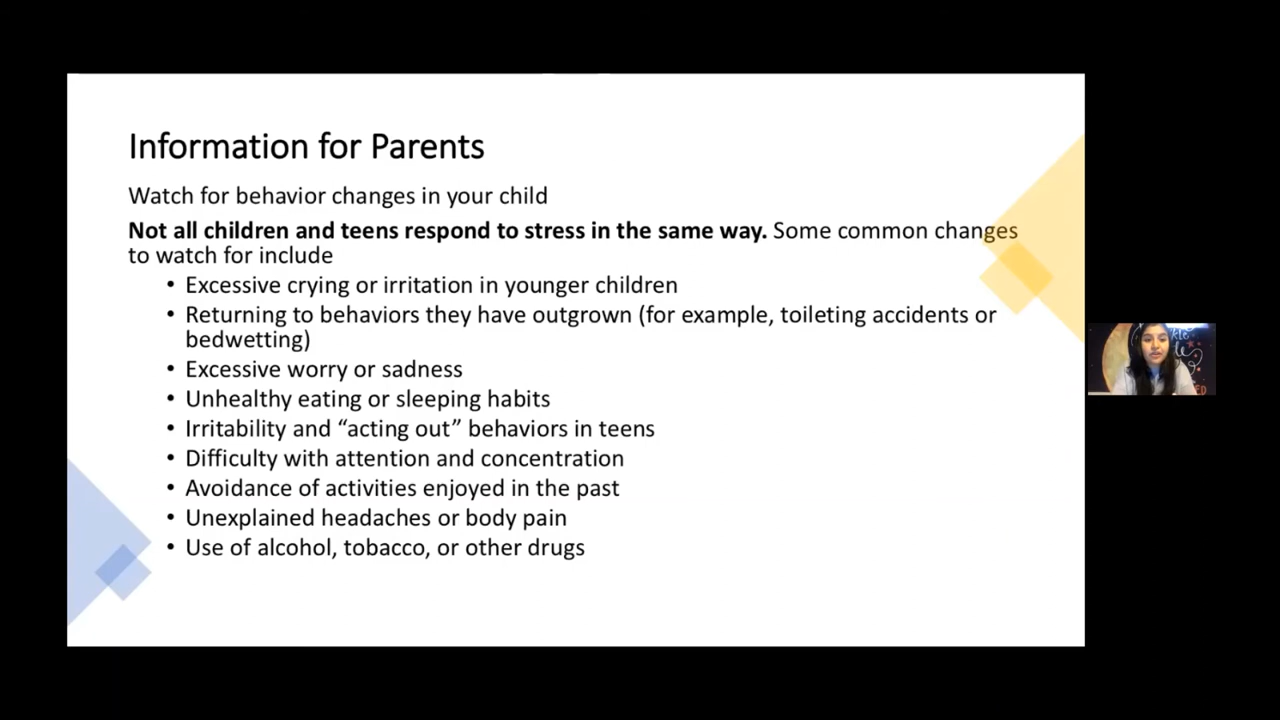 Information for Parents
Watch for behavior changes in your child
Not all children and teens respond to stress in the same way. Some common changes
to watch for include
• Excessive crying or irritation in younger children
• Returning to behaviors they have outgrown (for example, toileting accidents or
bedwetting)
• Excessive worry or sadness
• Unhealthy eating or sleeping habits
• Irritability and “acting out” behaviors in teens
• Difficulty with attention and concentration
• Avoidance of activities enjoyed in the past
• Unexplained headaches or body pain
• Use of alcohol, tobacco, or other drugs